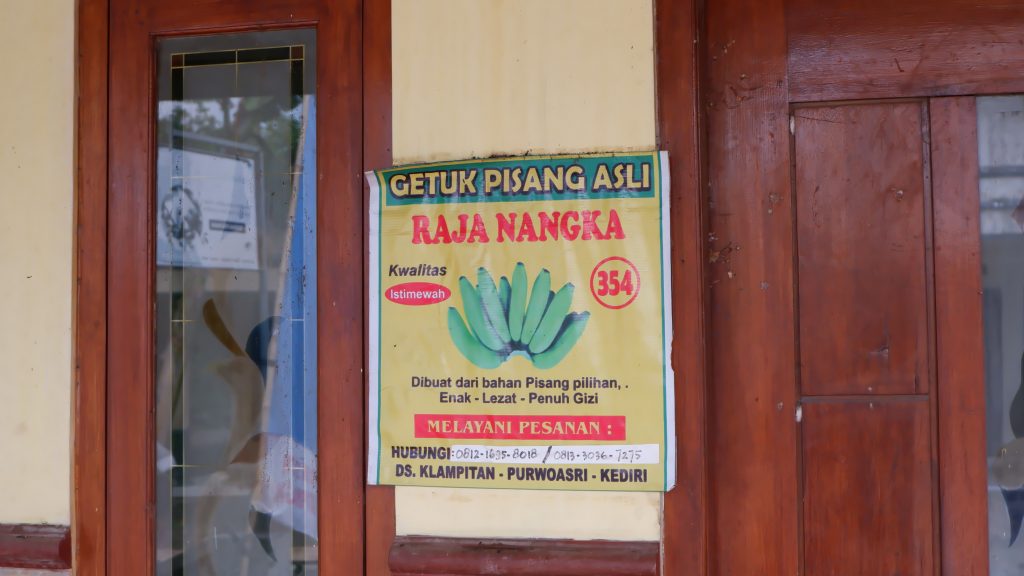 GETUK PISANG ASLI
RAJA NANGKA
Kwalitas
Istimewah
354
Dibuat dari bahan Pisang pilihan, .
Enak - Lezat - Penuh Gizi
MELAYANI PESANAN :
HUBUNGI : 0812-1695-8018 / 0813-3036-7275
DS. KLAMPITAN - PURWOASRI - KEDIRI